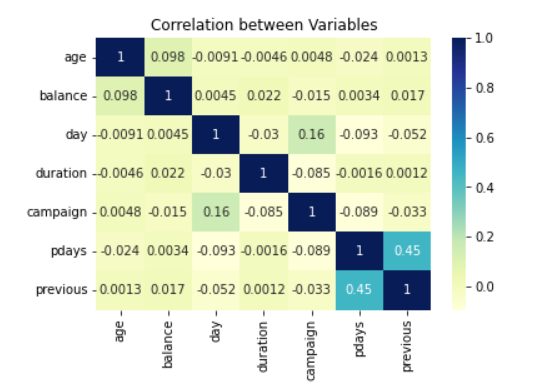 Correlation between Variables
age 1 0.098 -0.0091 -0.0046 0.0048 -0.024 0.0013
balance 0.098 1 0.0045 0.022 -0.015 0.0034 0.017
day -0.0091 0.0045 1 -0.03 0.16 -0.093 -0.052
duration -0.0046 0.022 -0.03 1 -0.085 -0.0016 0.0012
campaign 0.0048 -0.015 0.16 -0.085 1 -0.089 -0.033
pdays -0.024 0.0034 -0.093 -0.0016 -0.089 1 0.45
previous 0.0013 0.017 -0.052 0.0012 -0.033 0.45 1
age balance day duration campaign pdays previous
1.0
0.8
0.6
0.4
0.2
0.0